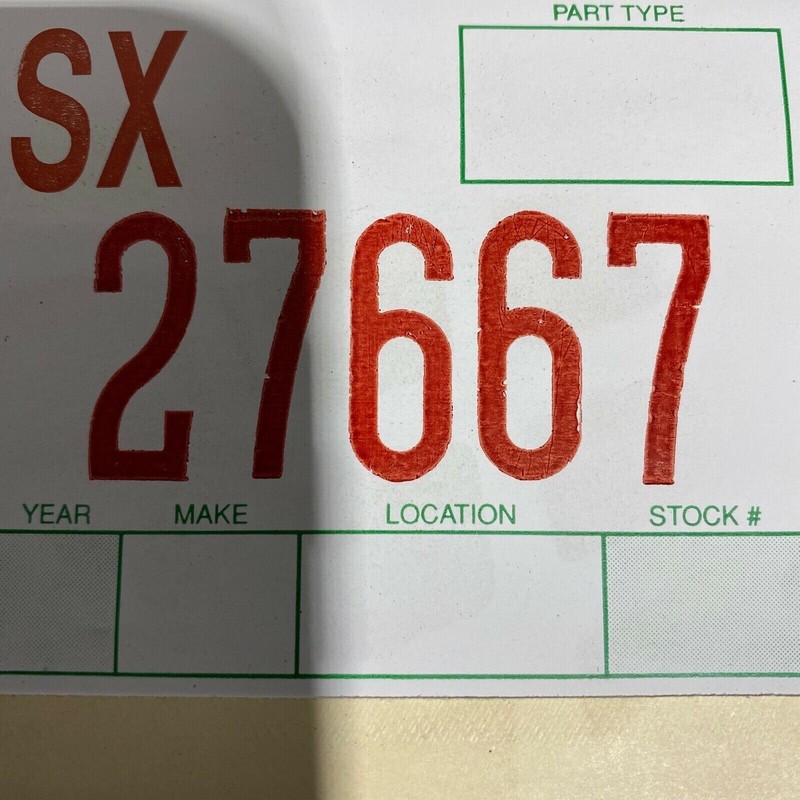 PART TYPE
SX
27667
YEAR MAKE LOCATION STOCK #